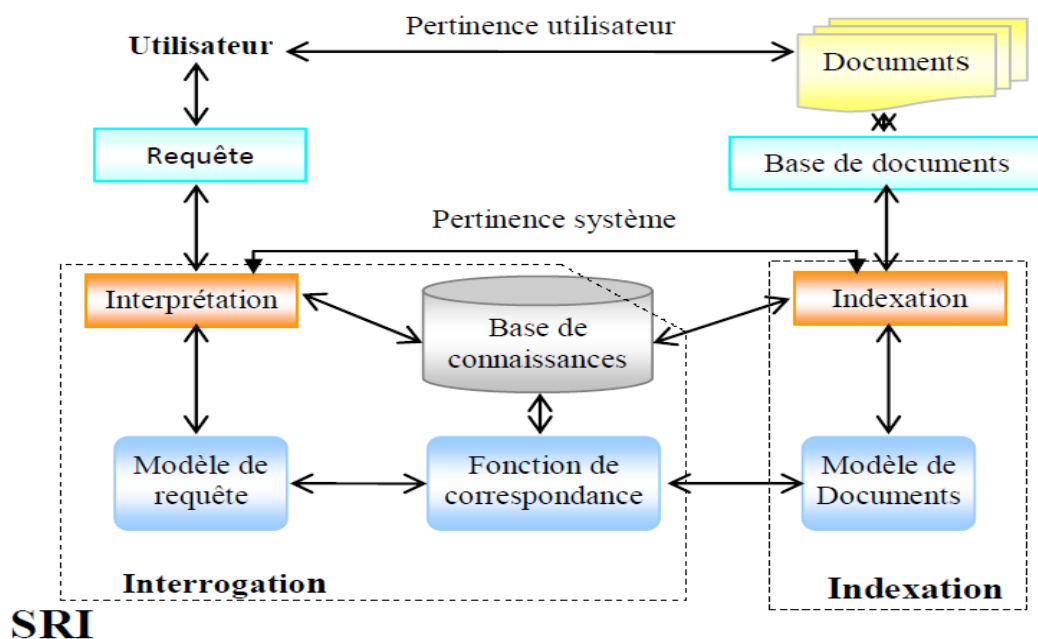 Utilisateur
Pertinence utilisateur
Documents
Requête
Base de documents
Pertinence système
Interprétation
Base de
connaissances
Indexation
Modèle de
requête
Fonction de
correspondance
Modèle de
Documents
Interrogation
Indexation
SRI